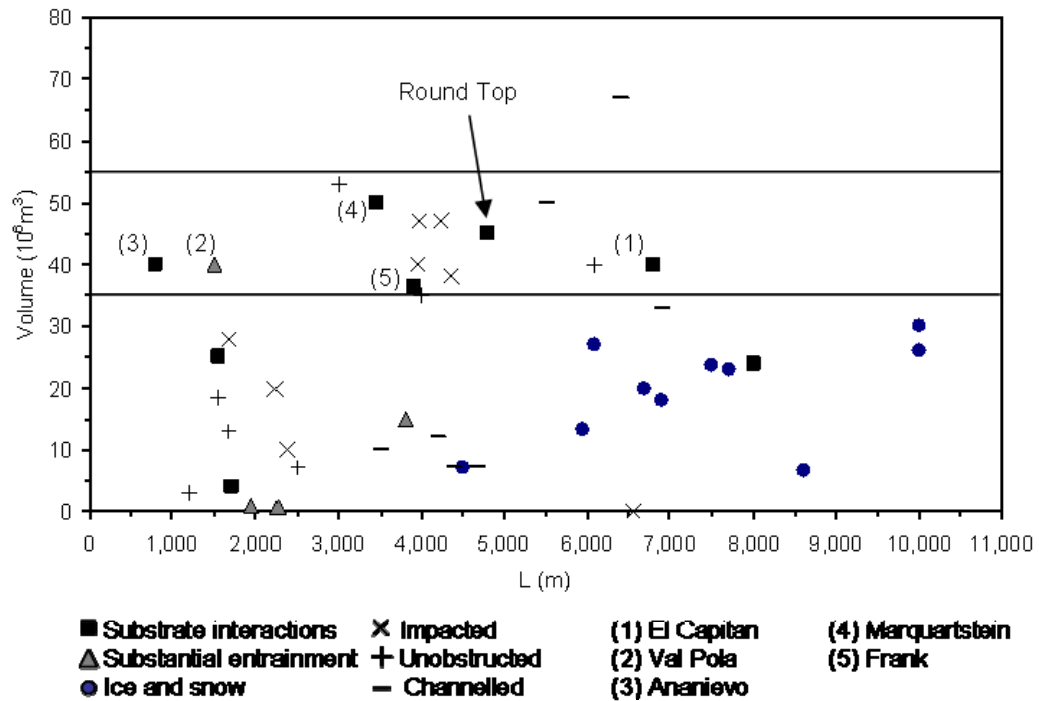 80
70
60
50
40
30
20
10
0
Volume (10⁶m³)
Round Top
(4)
(3)
(2)
(1)
(5)
0 1,000 2,000 3,000 4,000 5,000 6,000 7,000 8,000 9,000 10,000 11,000
L (m)
Substrate interactions Impacted (1) El Capitan (4) Marquartstein
Substantial entrainment Unobstructed (2) Val Pola (5) Frank
Ice and snow Channelled (3) Ananievo